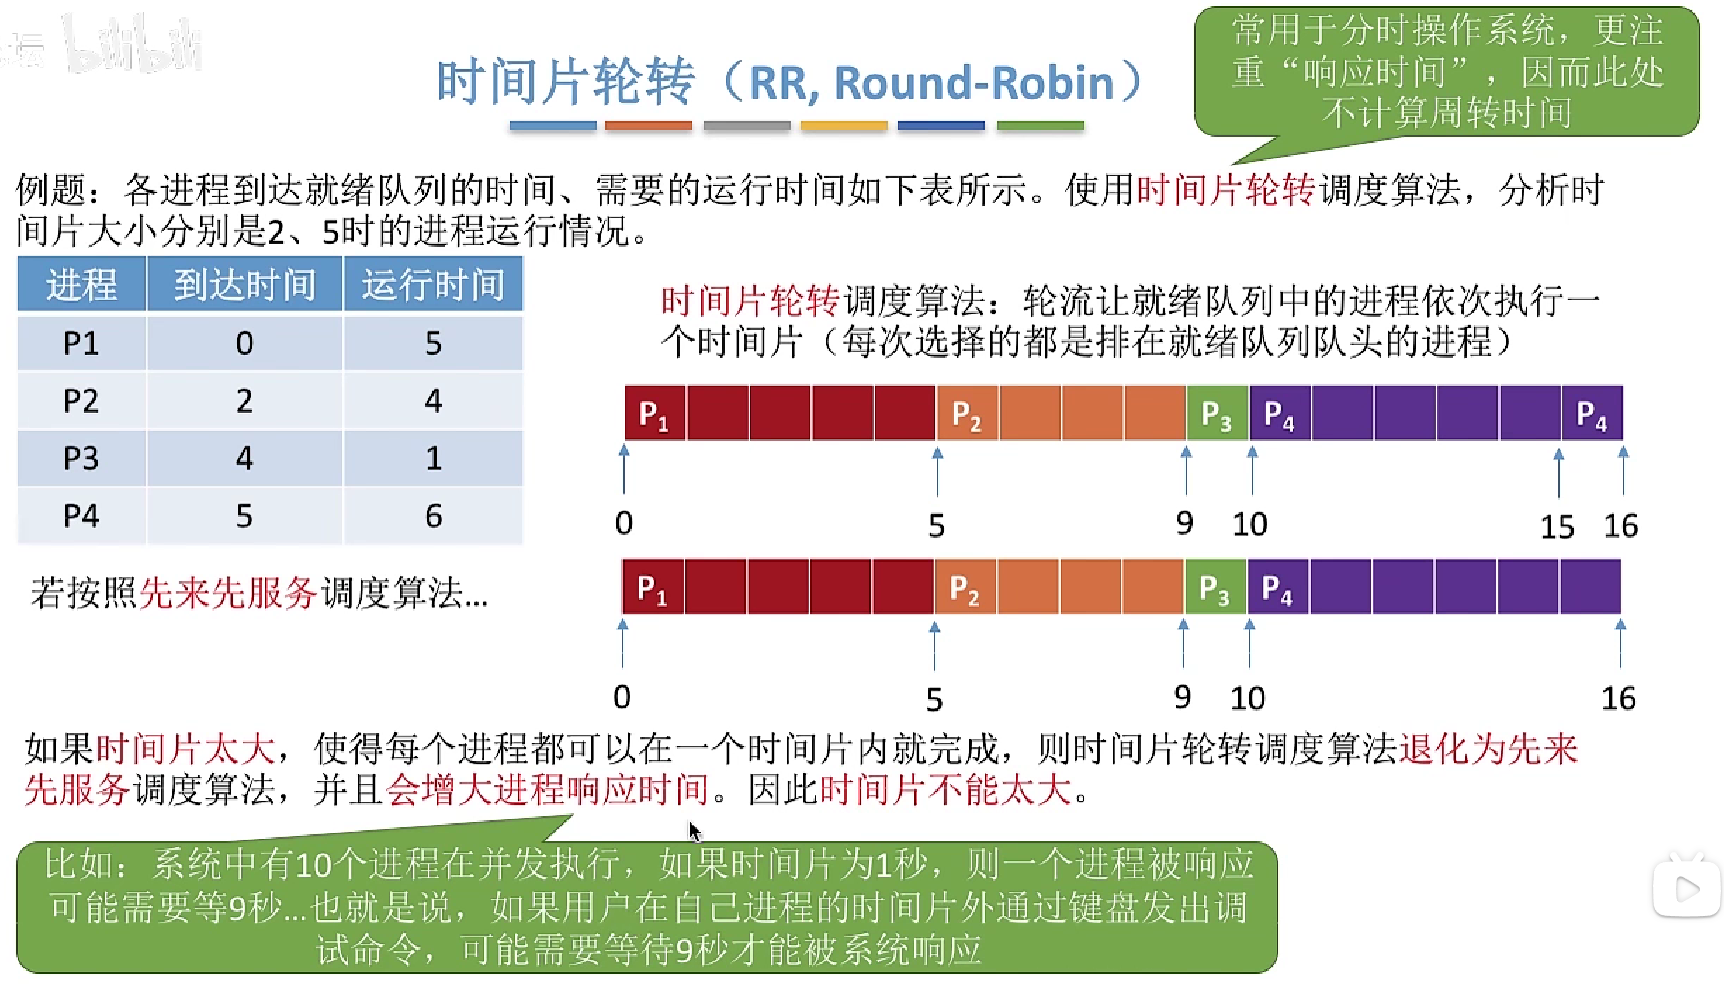 坛 bilibili
时间片轮转（RR, Round-Robin）
常用于分时操作系统，更注
重“响应时间”，因而此处
不计算周转时间
例题：各进程到达就绪队列的时间、需要的运行时间如下表所示。使用时间片轮转调度算法，分析时
间片大小分别是2、5时的进程运行情况。
进程 到达时间 运行时间
P1 0 5
P2 2 4
P3 4 1
P4 5 6
时间片轮转调度算法：轮流让就绪队列中的进程依次执行一
个时间片（每次选择的都是排在就绪队列队头的进程）
P1 P2 P3 P4 P4
0 5 9 10 15 16
若按照先来先服务调度算法...
P1 P2 P3 P4
0 5 9 10 16
如果时间片太大，使得每个进程都可以在一个时间片内就完成，则时间片轮转调度算法退化为先来
先服务调度算法，并且会增大进程响应时间。因此时间片不能太大。
比如：系统中有10个进程在并发执行，如果时间片为1秒，则一个进程被响应
可能需要等9秒...也就是说，如果用户在自己进程的时间片外通过键盘发出调
试命令，可能需要等待9秒才能被系统响应